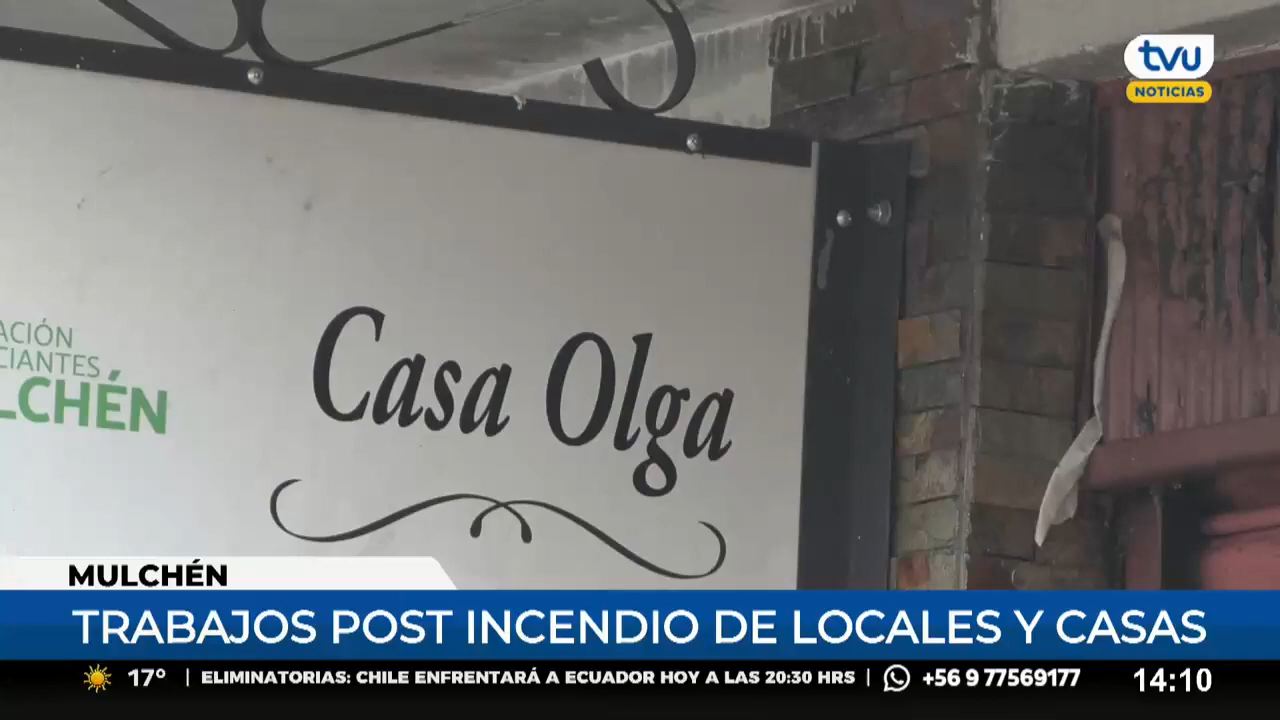 tvu
NOTICIAS
ACIÓN
CIANTES
LCHÉN
Casa Olga
MULCHÉN
TRABAJOS POST INCENDIO DE LOCALES Y CASAS
17° | ELIMINATORIAS: CHILE ENFRENTARÁ A ECUADOR HOY A LAS 20:30 HRS | +56 9 77569177 14:10